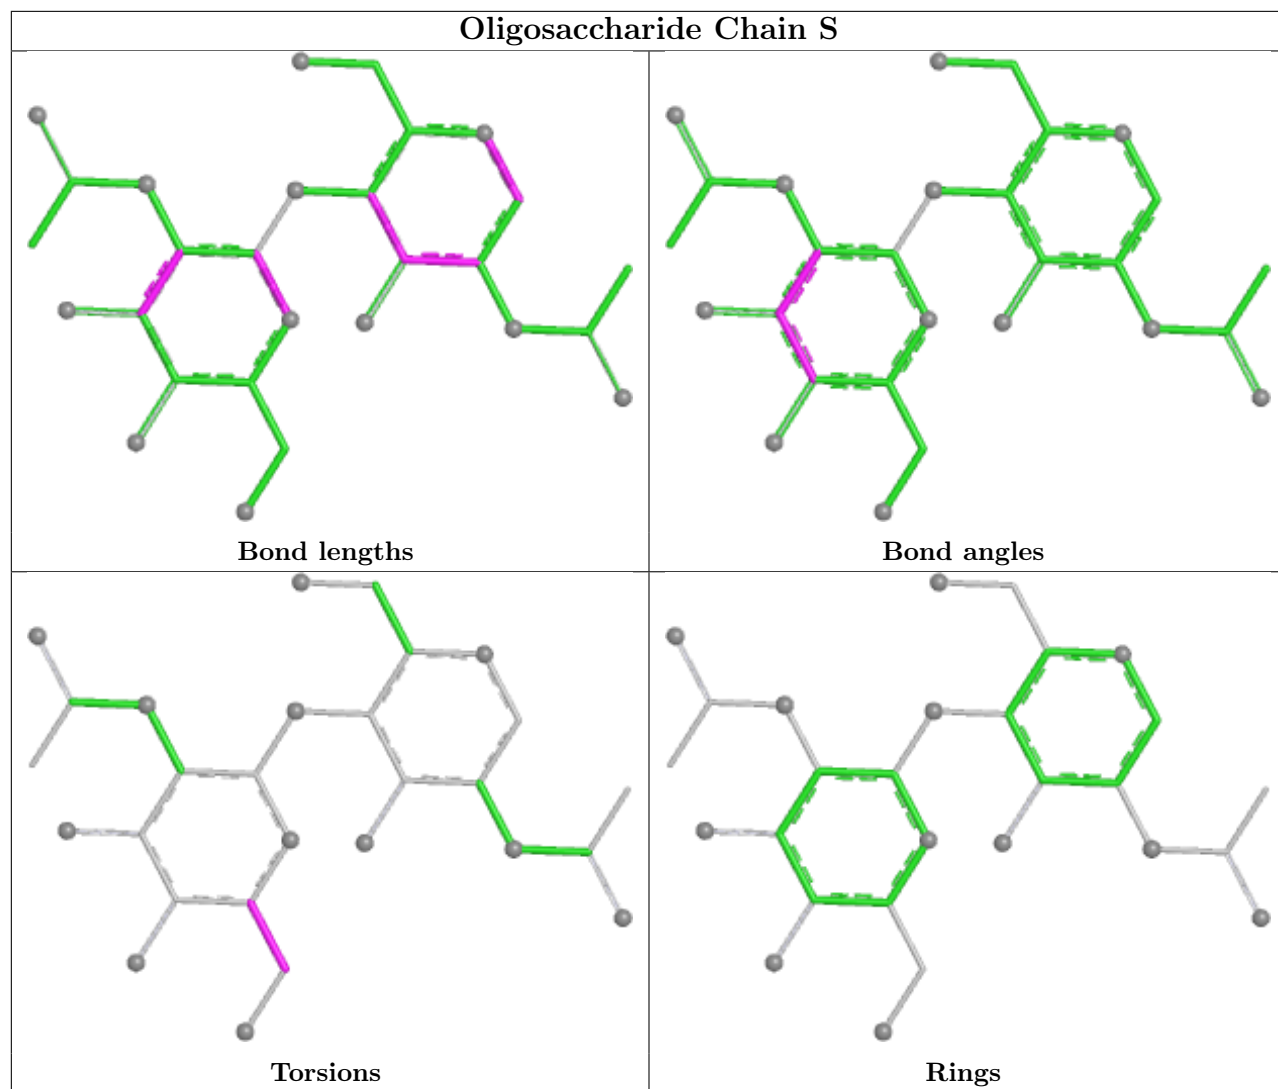 Oligosaccharide Chain S
Bond lengths
Bond angles
Torsions
Rings